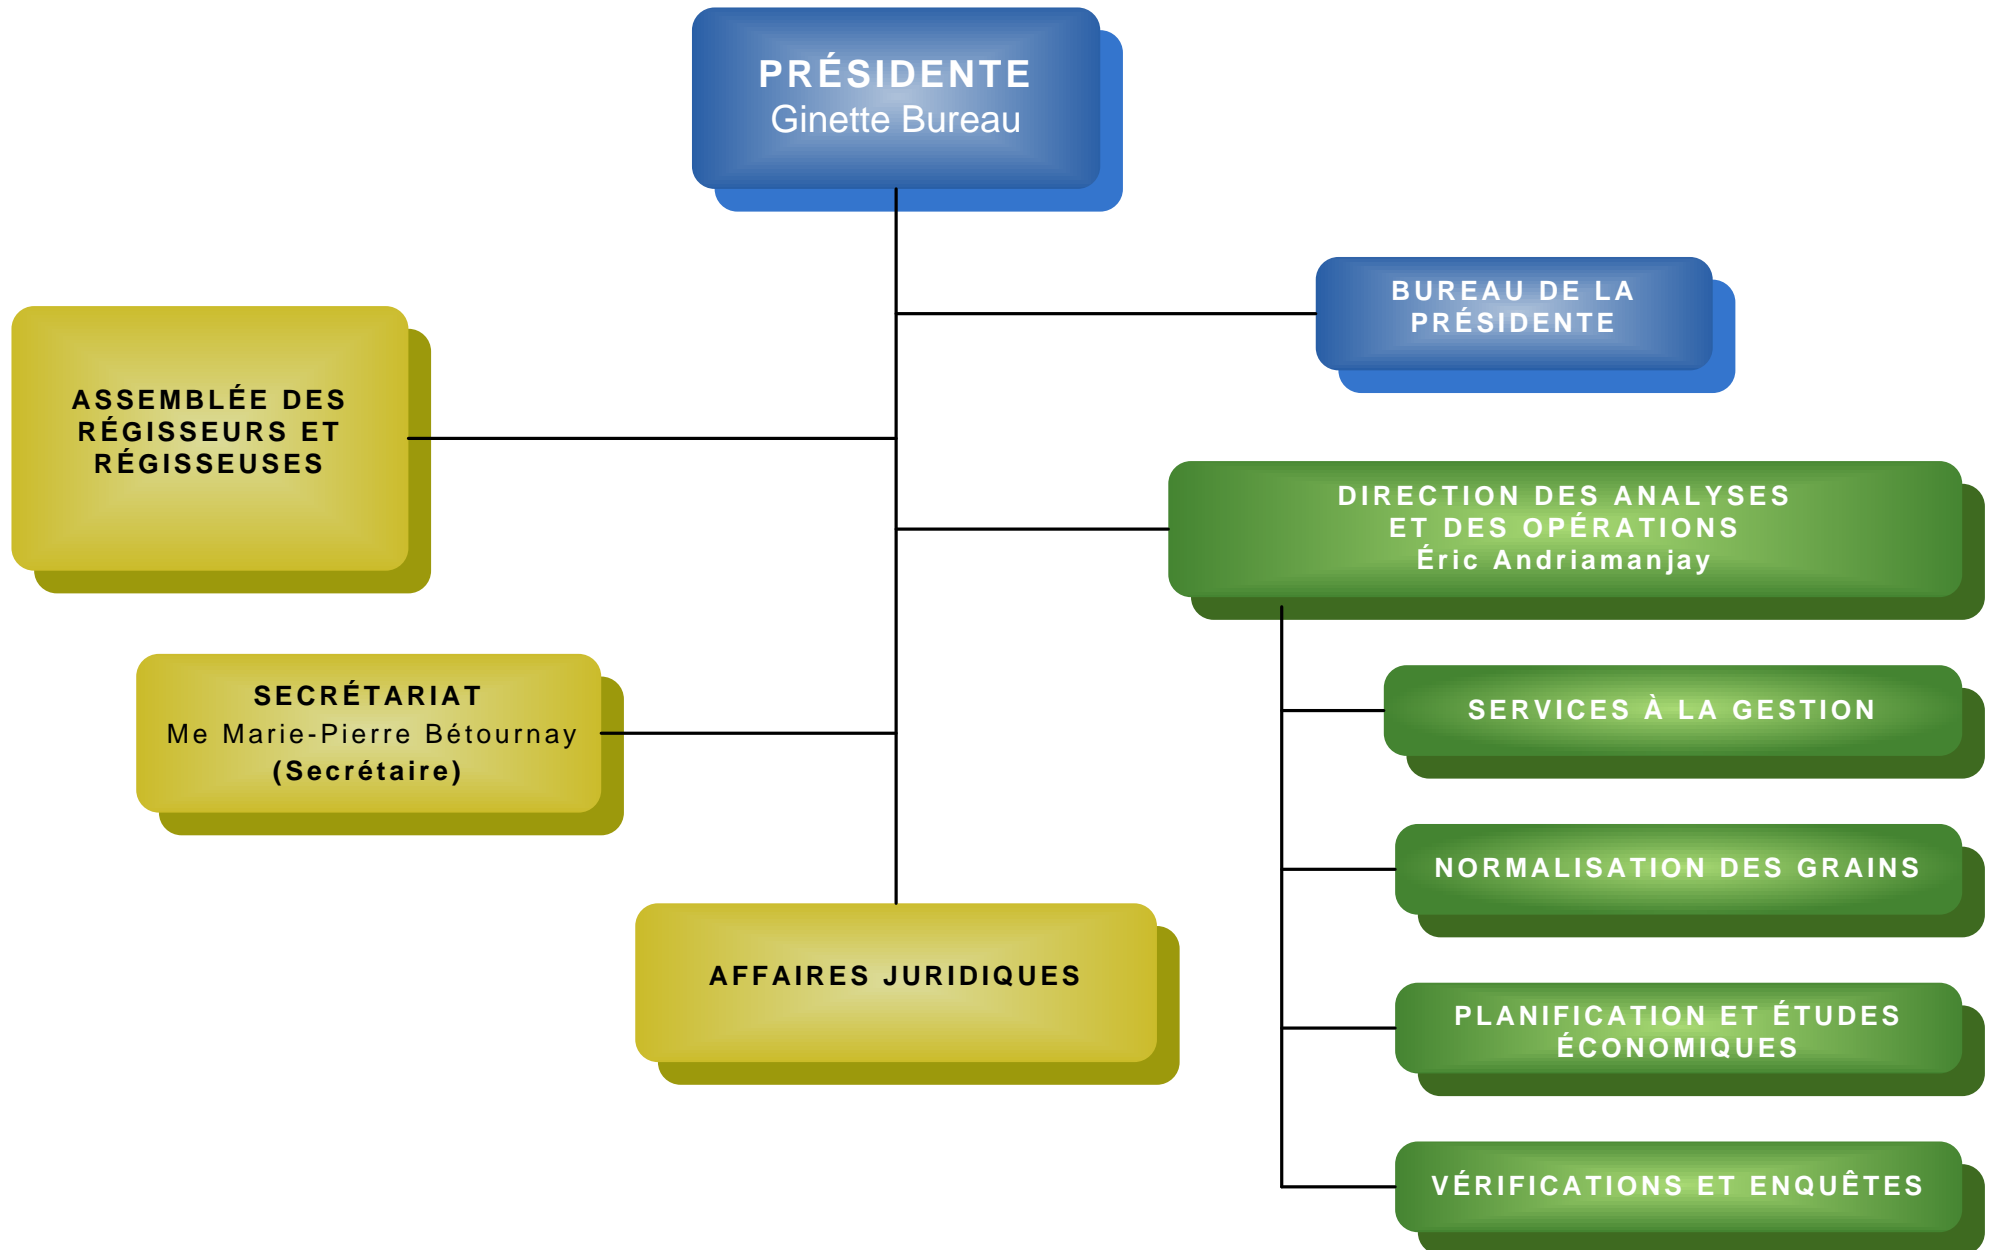 PRÉSIDENTE
Ginette Bureau
BUREAU DE LA
PRÉSIDENTE
ASSEMBLÉE DES
RÉGISSEURS ET
RÉGISSEUSES
DIRECTION DES ANALYSES
ET DES OPÉRATIONS
Éric Andriamanjay
SECRÉTARIAT
Me Marie-Pierre Bétournay
(Secrétaire)
SERVICES À LA GESTION
NORMALISATION DES GRAINS
AFFAIRES JURIDIQUES
PLANIFICATION ET ÉTUDES
ÉCONOMIQUES
VÉRIFICATIONS ET ENQUÊTES